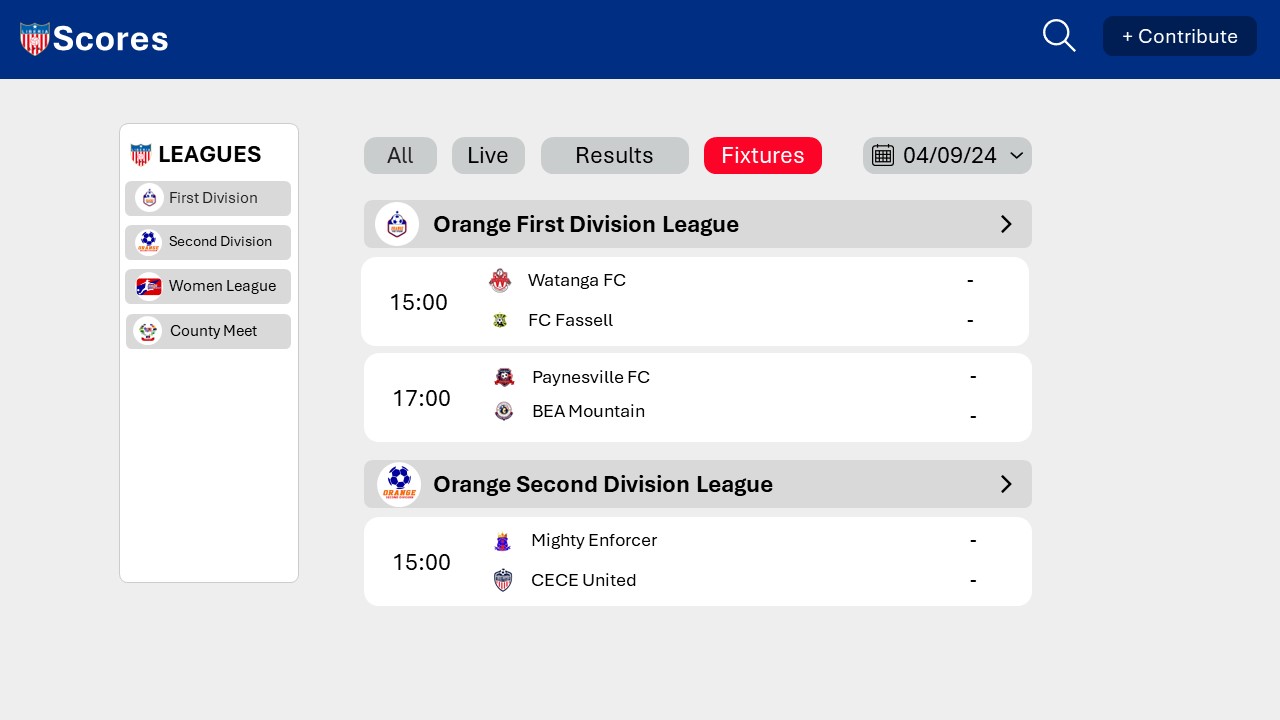 Scores
+ Contribute
LEAGUES
First Division
Second Division
Women League
County Meet
All
Live
Results
Fixtures
04/09/24
Orange First Division League
15:00
Watanga FC
-
FC Fassell
-
17:00
Paynesville FC
-
BEA Mountain
-
ORANGE
Orange Second Division League
15:00
Mighty Enforcer
-
CECE United
-